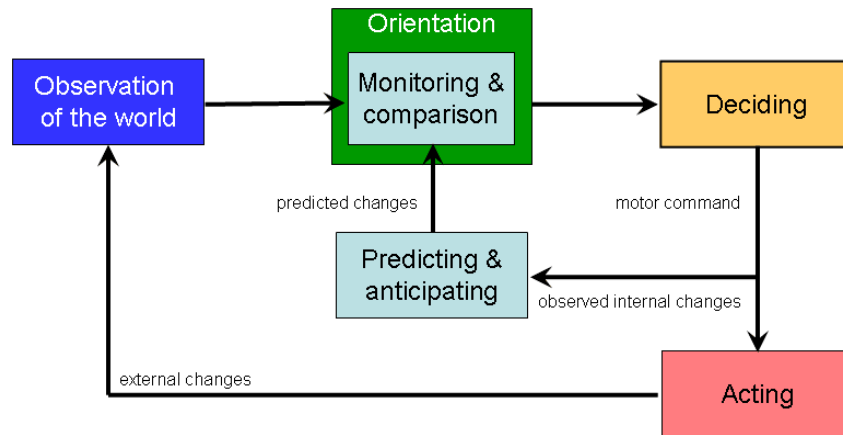 Orientation
Observation
of the world
Monitoring &
comparison
Deciding
predicted changes
motor command
Predicting &
anticipating
observed internal changes
external changes
Acting